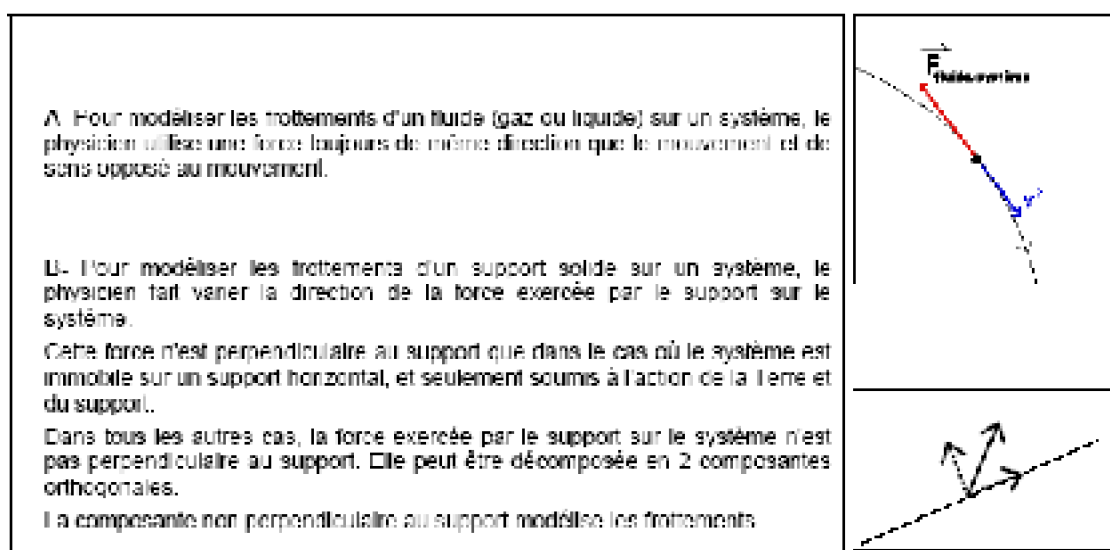 A- Pour modéliser les frottements d'un fluide (gaz ou liquide) sur un système, le
physicien utilise une force toujours de même direction que le mouvement et de
sens opposé au mouvement.
B- Pour modéliser les frottements d'un support solide sur un système, le
physicien fait varier la direction de la force exercée par le support sur le
système.
Cette force n'est perpendiculaire au support que dans le cas où le système est
immobile sur un support horizontal, et seulement soumis à l'action de la Terre et
du support.
Dans tous les autres cas, la force exercée par le support sur le système n'est
pas perpendiculaire au support. Elle peut être décomposée en 2 composantes
orthogonales.
La composante non perpendiculaire au support modélise les frottements
F fluide/système
v